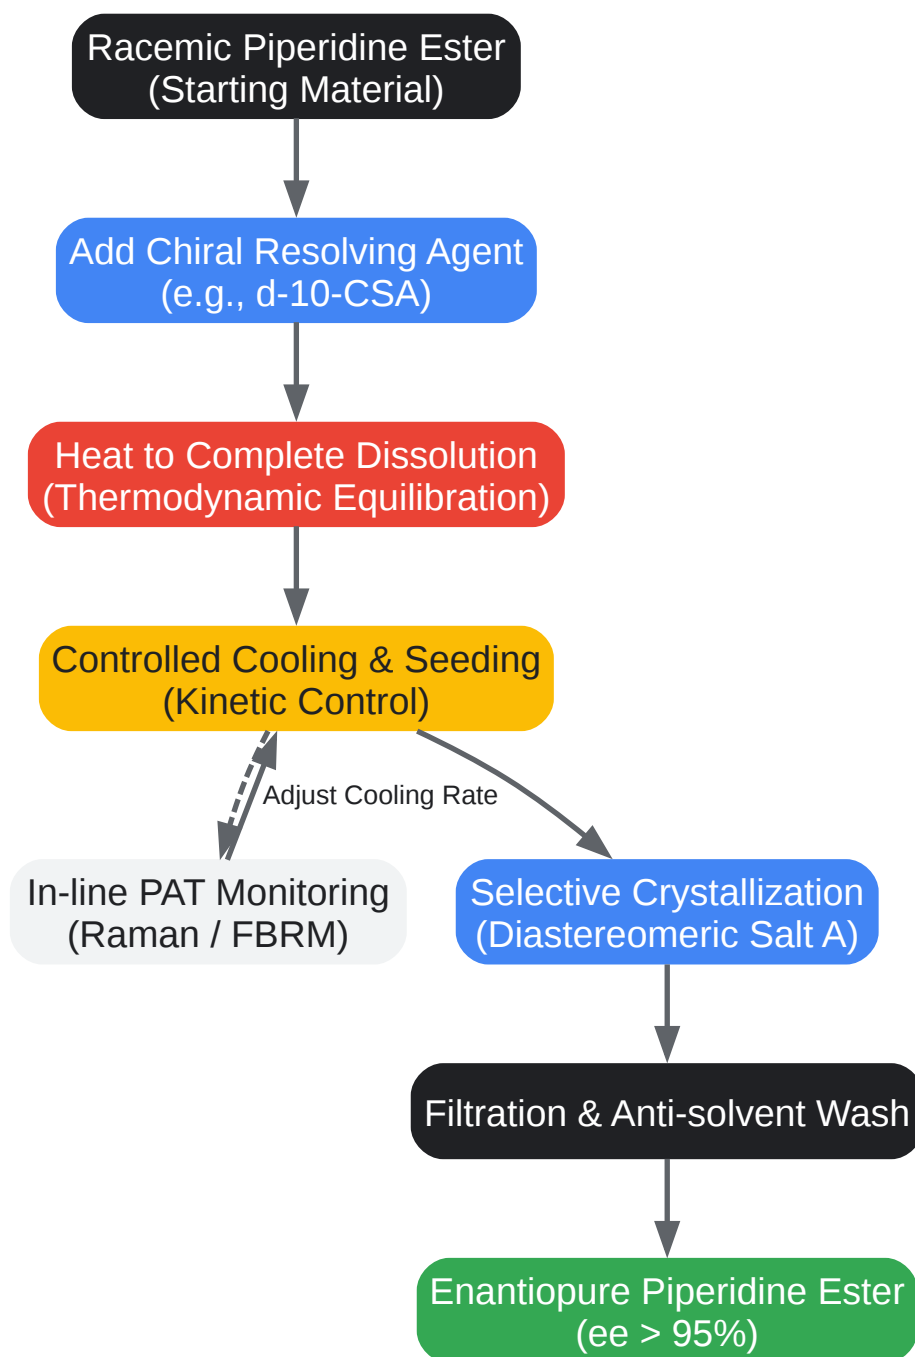 Racemic Piperidine Ester
(Starting Material)
Add Chiral Resolving Agent
(e.g., d-10-CSA)
Heat to Complete Dissolution
(Thermodynamic Equilibration)
Controlled Cooling & Seeding
(Kinetic Control)
Adjust Cooling Rate
In-line PAT Monitoring
(Raman / FBRM)
Selective Crystallization
(Diastereomeric Salt A)
Filtration & Anti-solvent Wash
Enantiopure Piperidine Ester
(ee > 95%)